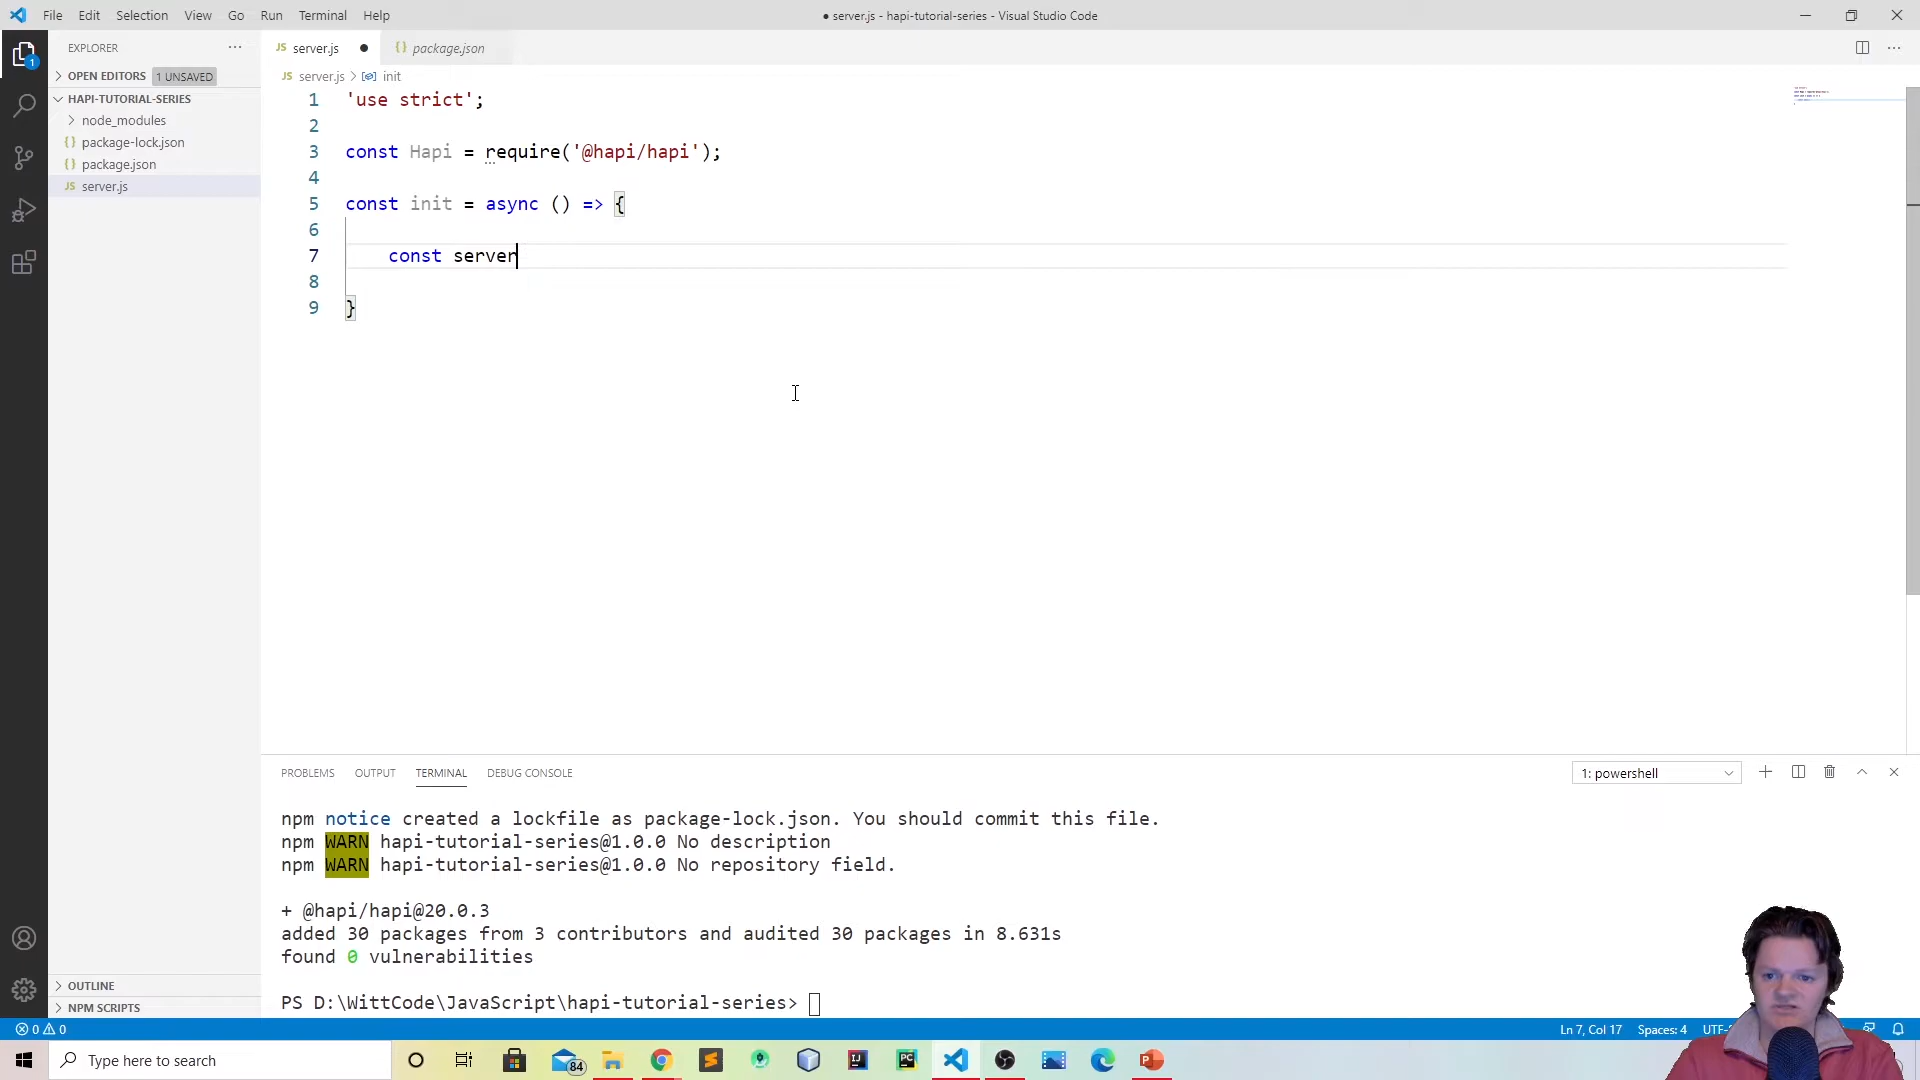 File Edit Selection View Go Run Terminal Help
● server.js - hapi-tutorial-series - Visual Studio Code
EXPLORER
OPEN EDITORS 1 UNSAVED
HAPI-TUTORIAL-SERIES
node_modules
{} package-lock.json
{} package.json
JS server.js
OUTLINE
NPM SCRIPTS
1
JS server.js ● {} package.json
JS server.js > init
1 'use strict';
2
3 const Hapi = require('@hapi/hapi');
4
5 const init = async () => {
6
7 const server
8
9 }
PROBLEMS OUTPUT TERMINAL DEBUG CONSOLE
1: powershell
npm notice created a lockfile as package-lock.json. You should commit this file.
npm WARN hapi-tutorial-series@1.0.0 No description
npm WARN hapi-tutorial-series@1.0.0 No repository field.
+ @hapi/hapi@20.0.3
added 30 packages from 3 contributors and audited 30 packages in 8.631s
found 0 vulnerabilities
PS D:\WittCode\JavaScript\hapi-tutorial-series>
0 0 Ln 7, Col 17 Spaces: 4
Type here to search
84
IJ
PC
P